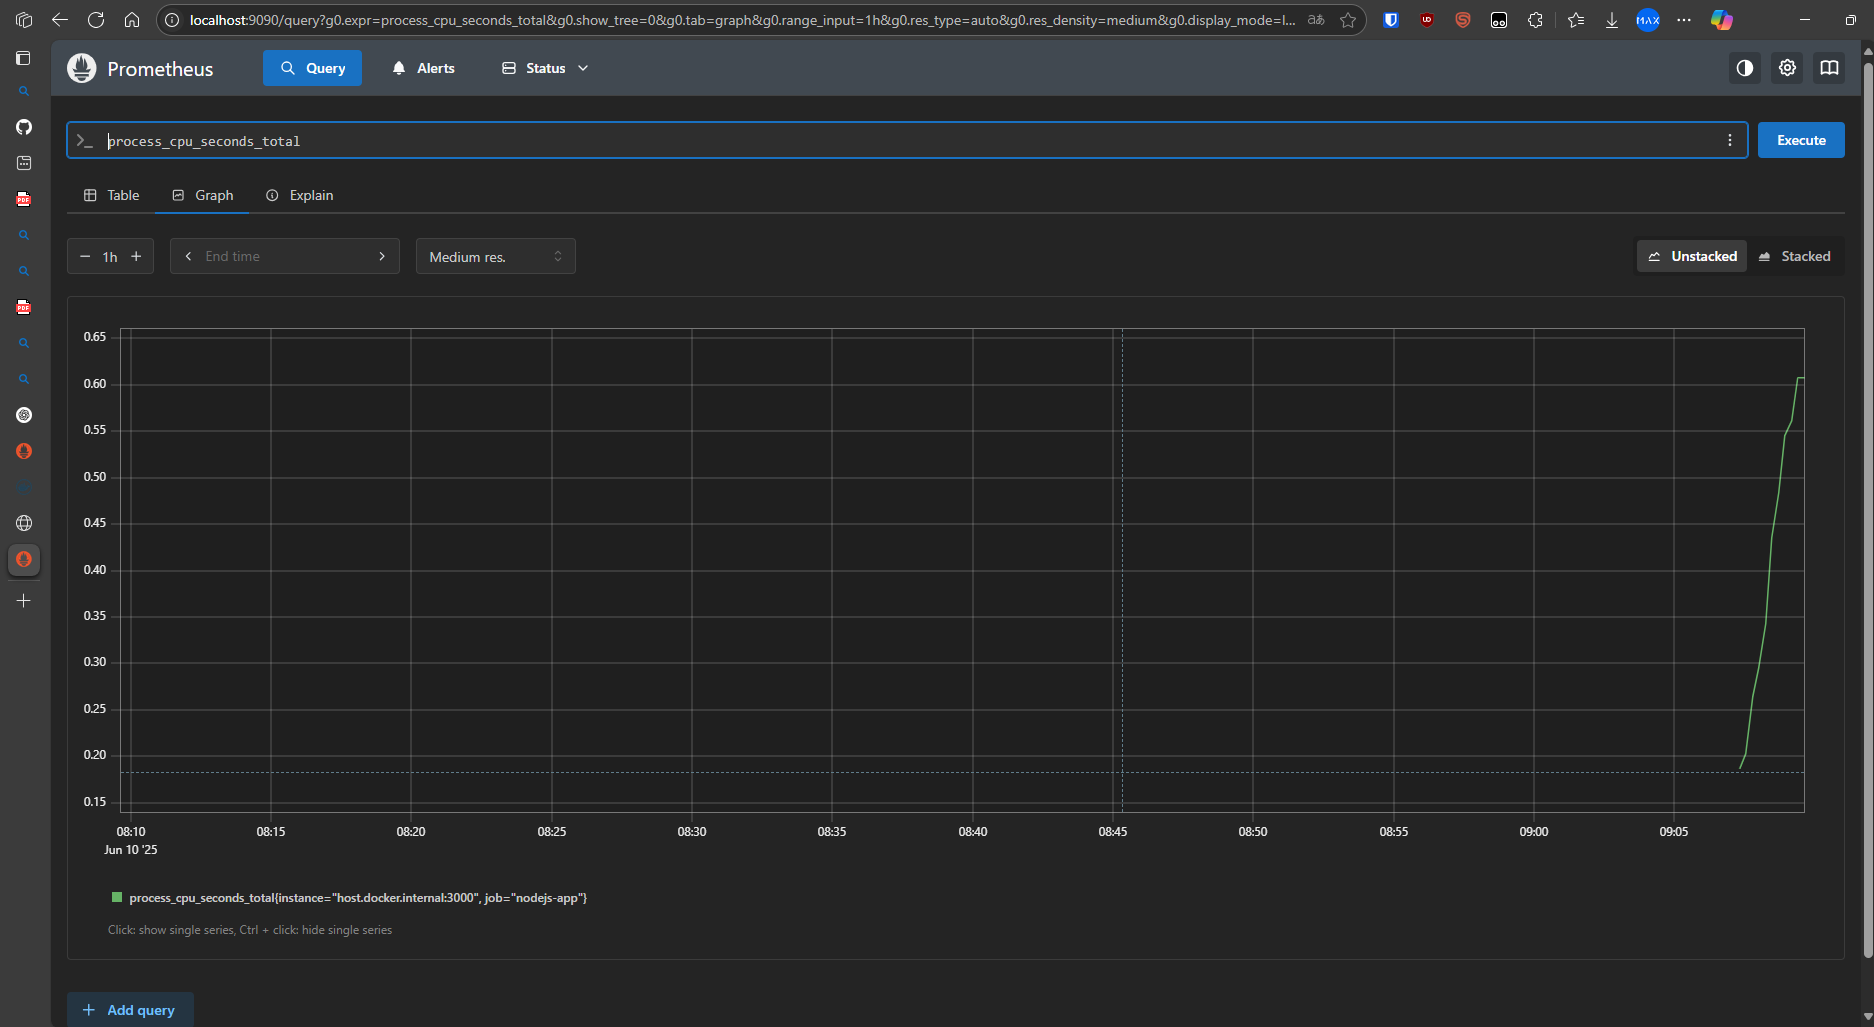 localhost:9090/query?g0.expr=process_cpu_seconds_total&g0.show_tree=0&g0.tab=graph&g0.range_input=1h&g0.res_type=auto&g0.res_density=medium&g0.display_mode=l...
aあ
UD
MAX
Prometheus
Query
Alerts
Status
>_ process_cpu_seconds_total
Execute
Table
Graph
Explain
1h
End time
Medium res.
Unstacked
Stacked
0.65
0.60
0.55
0.50
0.45
0.40
0.35
0.30
0.25
0.20
0.15
08:10 08:15 08:20 08:25 08:30 08:35 08:40 08:45 08:50 08:55 09:00 09:05
Jun 10 '25
process_cpu_seconds_total{instance="host.docker.internal:3000", job="nodejs-app"}
Click: show single series, Ctrl + click: hide single series
Add query
PDF
PDF